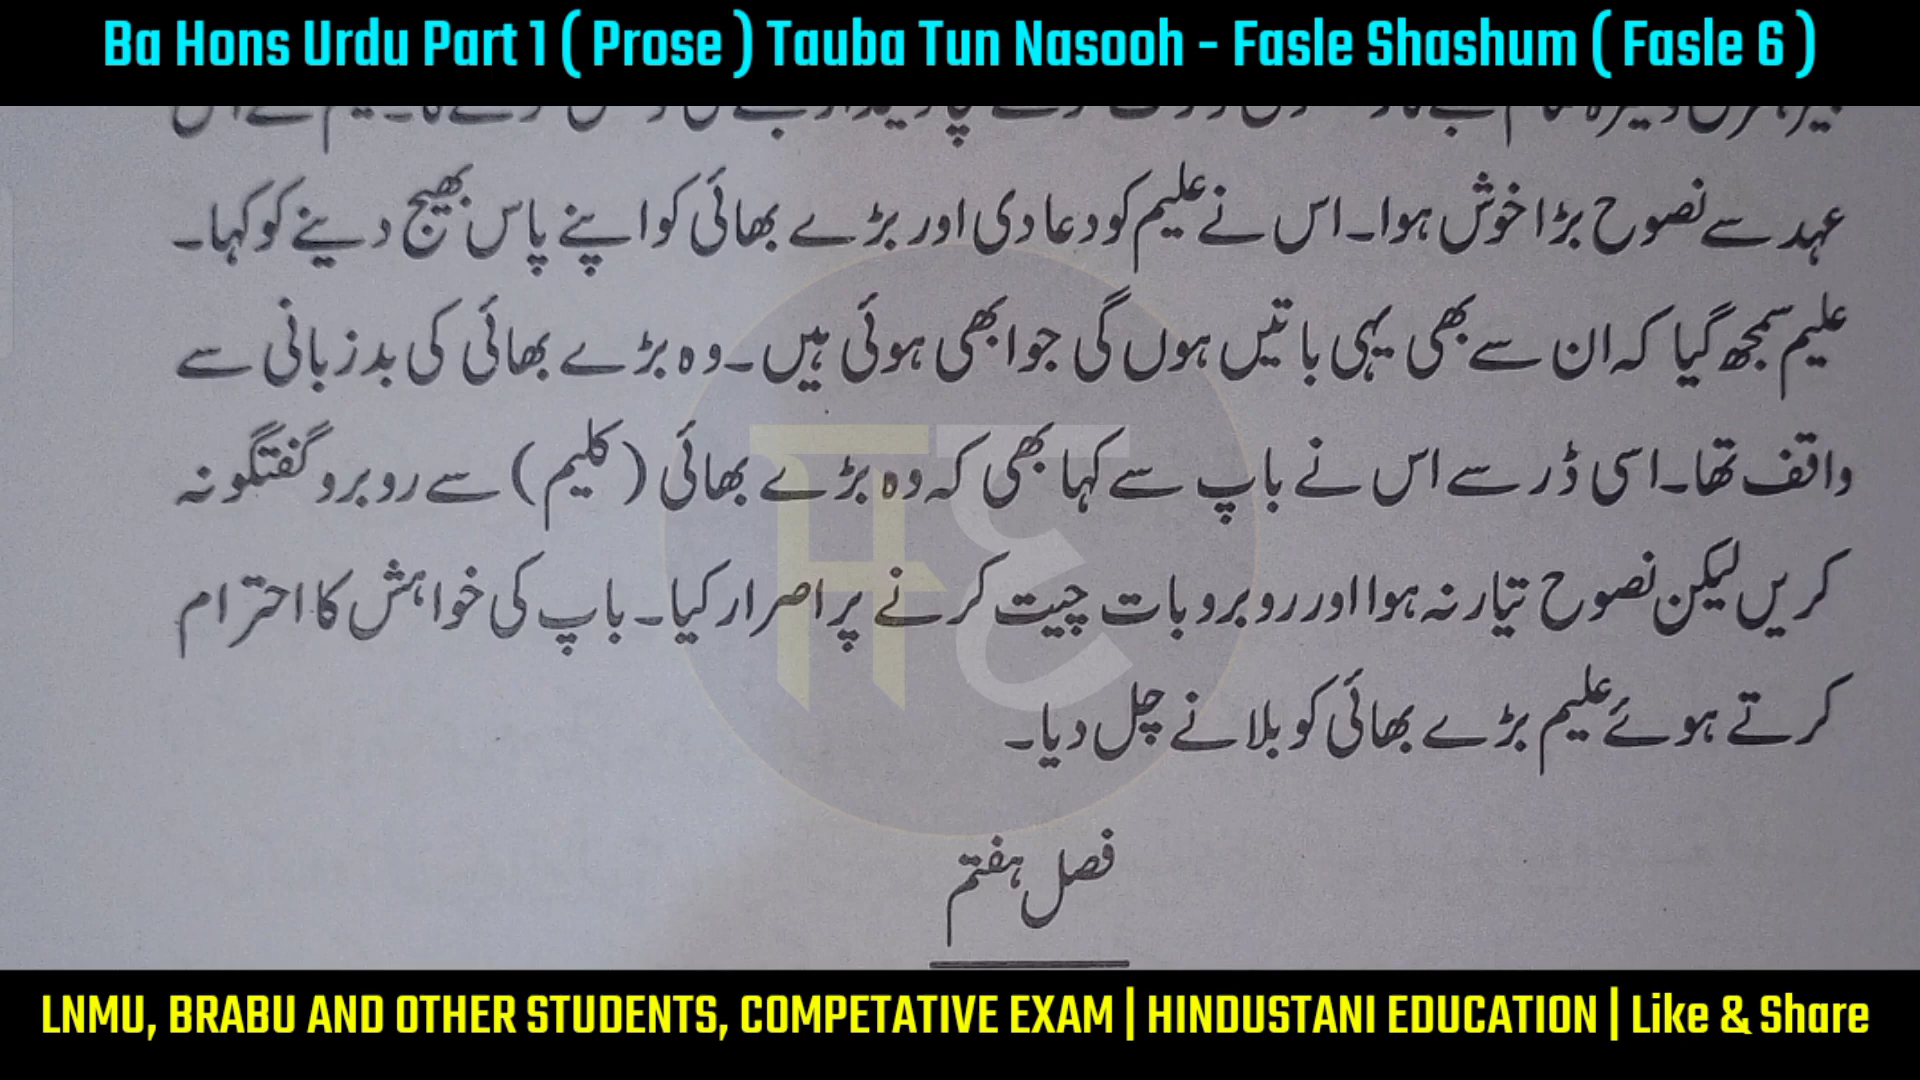 Ba Hons Urdu Part 1 ( Prose ) Tauba Tun Nasooh - Fasle Shashum ( Fasle 6 )
عہد سے نصوح بڑا خوش ہوا۔ اس نے علیم کو دعا دی اور بڑے بھائی کو اپنے پاس بھیج دینے کو کہا۔
علیم سمجھ گیا کہ ان سے بھی یہی باتیں ہوں گی جو ابھی ہوئی ہیں۔ وہ بڑے بھائی کی بدزبانی سے
واقف تھا۔ اسی ڈر سے اس نے باپ سے کہا بھی کہ وہ بڑے بھائی (کلیم) سے روبرو گفتگو نہ
کریں لیکن نصوح تیار نہ ہوا اور روبرو بات چیت کرنے پر اصرار کیا۔ باپ کی خواہش کا احترام
کرتے ہوئے علیم بڑے بھائی کو بلانے چل دیا۔
فصل ہفتم
LNMU, BRABU AND OTHER STUDENTS, COMPETATIVE EXAM | HINDUSTANI EDUCATION | Like & Share